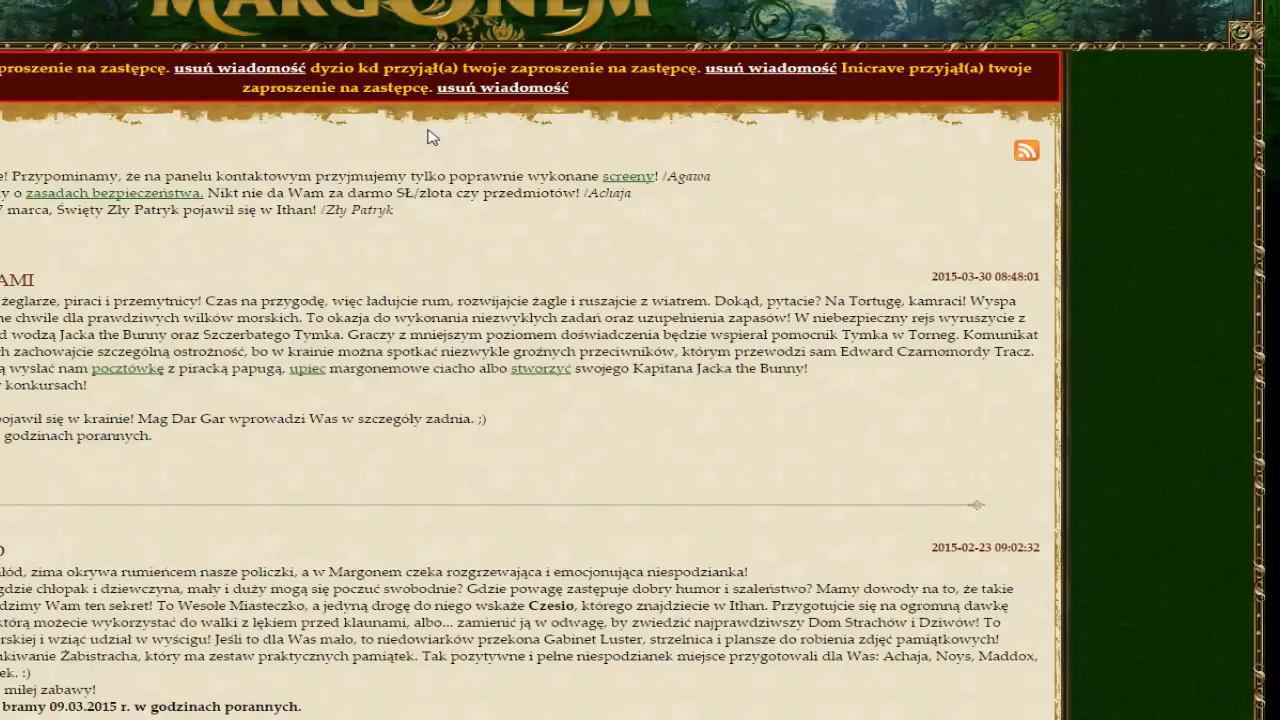 MARGONEM
proszenie na zastępcę. usuń wiadomość dyzio kd przyjął(a) twoje zaproszenie na zastępcę. usuń wiadomość Inicrave przyjął(a) twoje
zaproszenie na zastępcę. usuń wiadomość
e! Przypominamy, że na panelu kontaktowym przyjmujemy tylko poprawnie wykonane screeny! /Agawa
y o zasadach bezpieczeństwa. Nikt nie da Wam za darmo SŁ/złota czy przedmiotów! /Achaja
7 marca, Święty Zły Patryk pojawił się w Ithan! /Zły Patryk
AMI
2015-03-30 08:48:01
żeglarze, piraci i przemytnicy! Czas na przygodę, więc ładujcie rum, rozwijajcie żagle i ruszajcie z wiatrem. Dokąd, pytacie? Na Tortugę, kamraci! Wyspa
ne chwile dla prawdziwych wilków morskich. To okazja do wykonania niezwykłych zadań oraz uzupełnienia zapasów! W niebezpieczny rejs wyruszycie z
d wodzą Jacka the Bunny oraz Szczerbatego Tymka. Graczy z mniejszym poziomem doświadczenia będzie wspierał pomocnik Tymka w Torneg. Komunikat
h zachowajcie szczególną ostrożność, bo w krainie można spotkać niezwykle groźnych przeciwników, którym przewodzi sam Edward Czarnomordy Tracz.
ą wysłać nam pocztówkę z piracką papugą, upiec margonemowe ciacho albo stworzyć swojego Kapitana Jacka the Bunny!
konkursach!
ojawił się w krainie! Mag Dar Gar wprowadzi Was w szczegóły zadnia. ;)
godzinach porannych.
2015-02-23 09:02:32
łód, zima okrywa rumieńcem nasze policzki, a w Margonem czeka rozgrzewająca i emocjonująca niespodzianka!
gdzie chłopak i dziewczyna, mały i duży mogą się poczuć swobodnie? Gdzie powagę zastępuje dobry humor i szaleństwo? Mamy dowody na to, że takie
dzimy Wam ten sekret! To Wesołe Miasteczko, a jedyną drogę do niego wskaże Czesio, którego znajdziecie w Ithan. Przygotujcie się na ogromną dawkę
którą możecie wykorzystać do walki z lękiem przed klaunami, albo... zamienić ją w odwagę, by zwiedzić najprawdziwszy Dom Strachów i Dziwów! To
rskiej i wziąć udział w wyścigu! Jeśli to dla Was mało, to niedowiarków przekona Gabinet Luster, strzelnica i plansze do robienia zdjęć pamiątkowych!
ukiwanie Żabistracha, który ma zestaw praktycznych pamiątek. Tak pozytywne i pełne niespodzianek miejsce przygotowali dla Was: Achaja, Noys, Maddox,
ek. :)
miłej zabawy!
bramy 09.03.2015 r. w godzinach porannych.